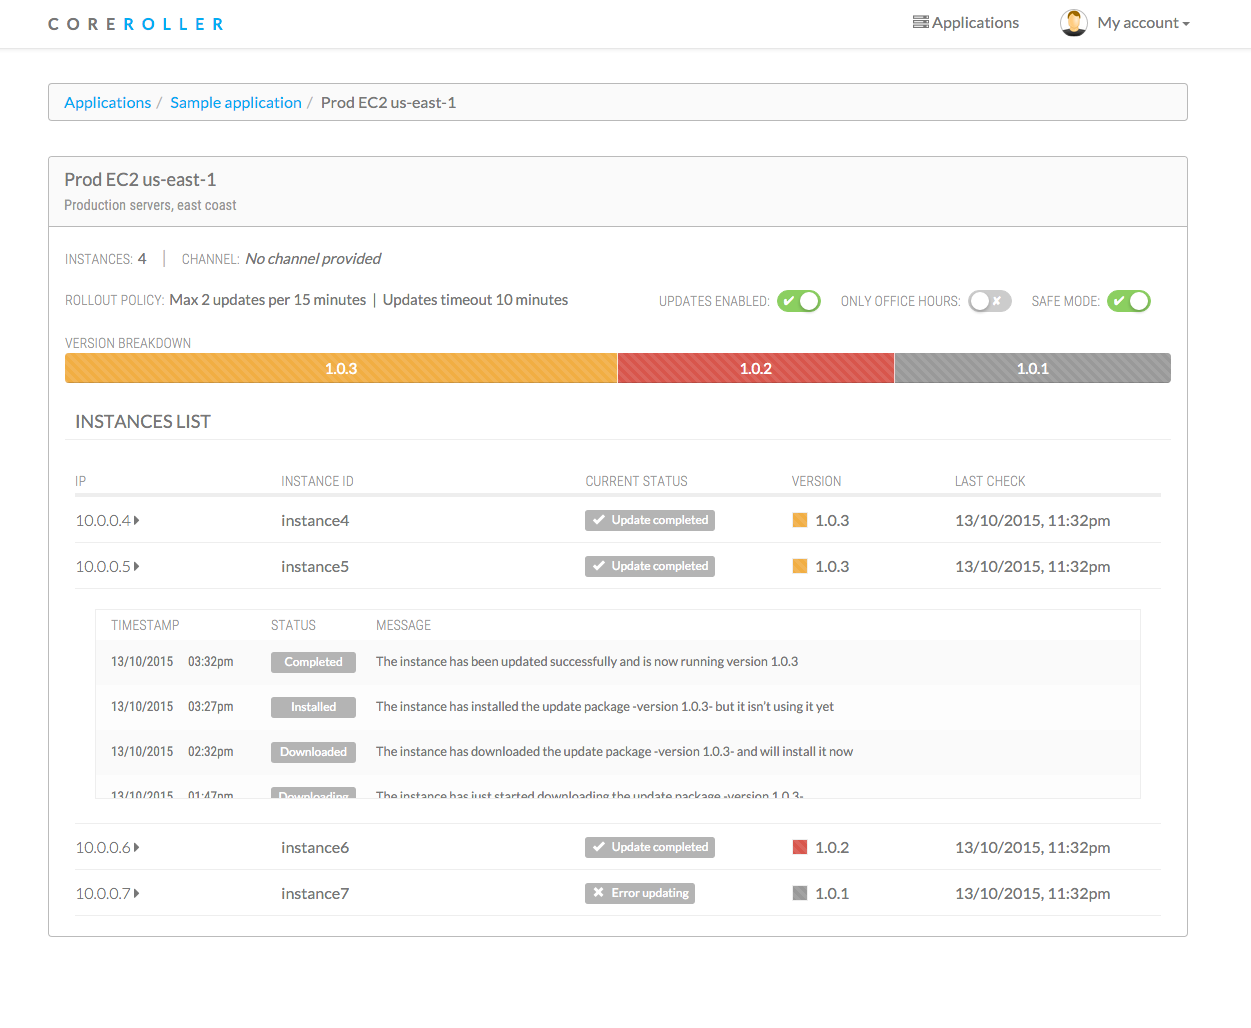 COREROLLER Applications My account
Applications / Sample application / Prod EC2 us-east-1
Prod EC2 us-east-1
Production servers, east coast
INSTANCES: 4 | CHANNEL: No channel provided
ROLLOUT POLICY: Max 2 updates per 15 minutes | Updates timeout 10 minutes UPDATES ENABLED: ONLY OFFICE HOURS: SAFE MODE:
VERSION BREAKDOWN
1.0.3 1.0.2 1.0.1
INSTANCES LIST
IP INSTANCE ID CURRENT STATUS VERSION LAST CHECK
10.0.0.4 instance4 Update completed 1.0.3 13/10/2015, 11:32pm
10.0.0.5 instance5 Update completed 1.0.3 13/10/2015, 11:32pm
TIMESTAMP STATUS MESSAGE
13/10/2015 03:32pm Completed The instance has been updated successfully and is now running version 1.0.3
13/10/2015 03:27pm Installed The instance has installed the update package -version 1.0.3- but it isn't using it yet
13/10/2015 02:32pm Downloaded The instance has downloaded the update package -version 1.0.3- and will install it now
13/10/2015 01:47pm Downloading The instance has just started downloading the update package -version 1.0.3-
10.0.0.6 instance6 Update completed 1.0.2 13/10/2015, 11:32pm
10.0.0.7 instance7 Error updating 1.0.1 13/10/2015, 11:32pm